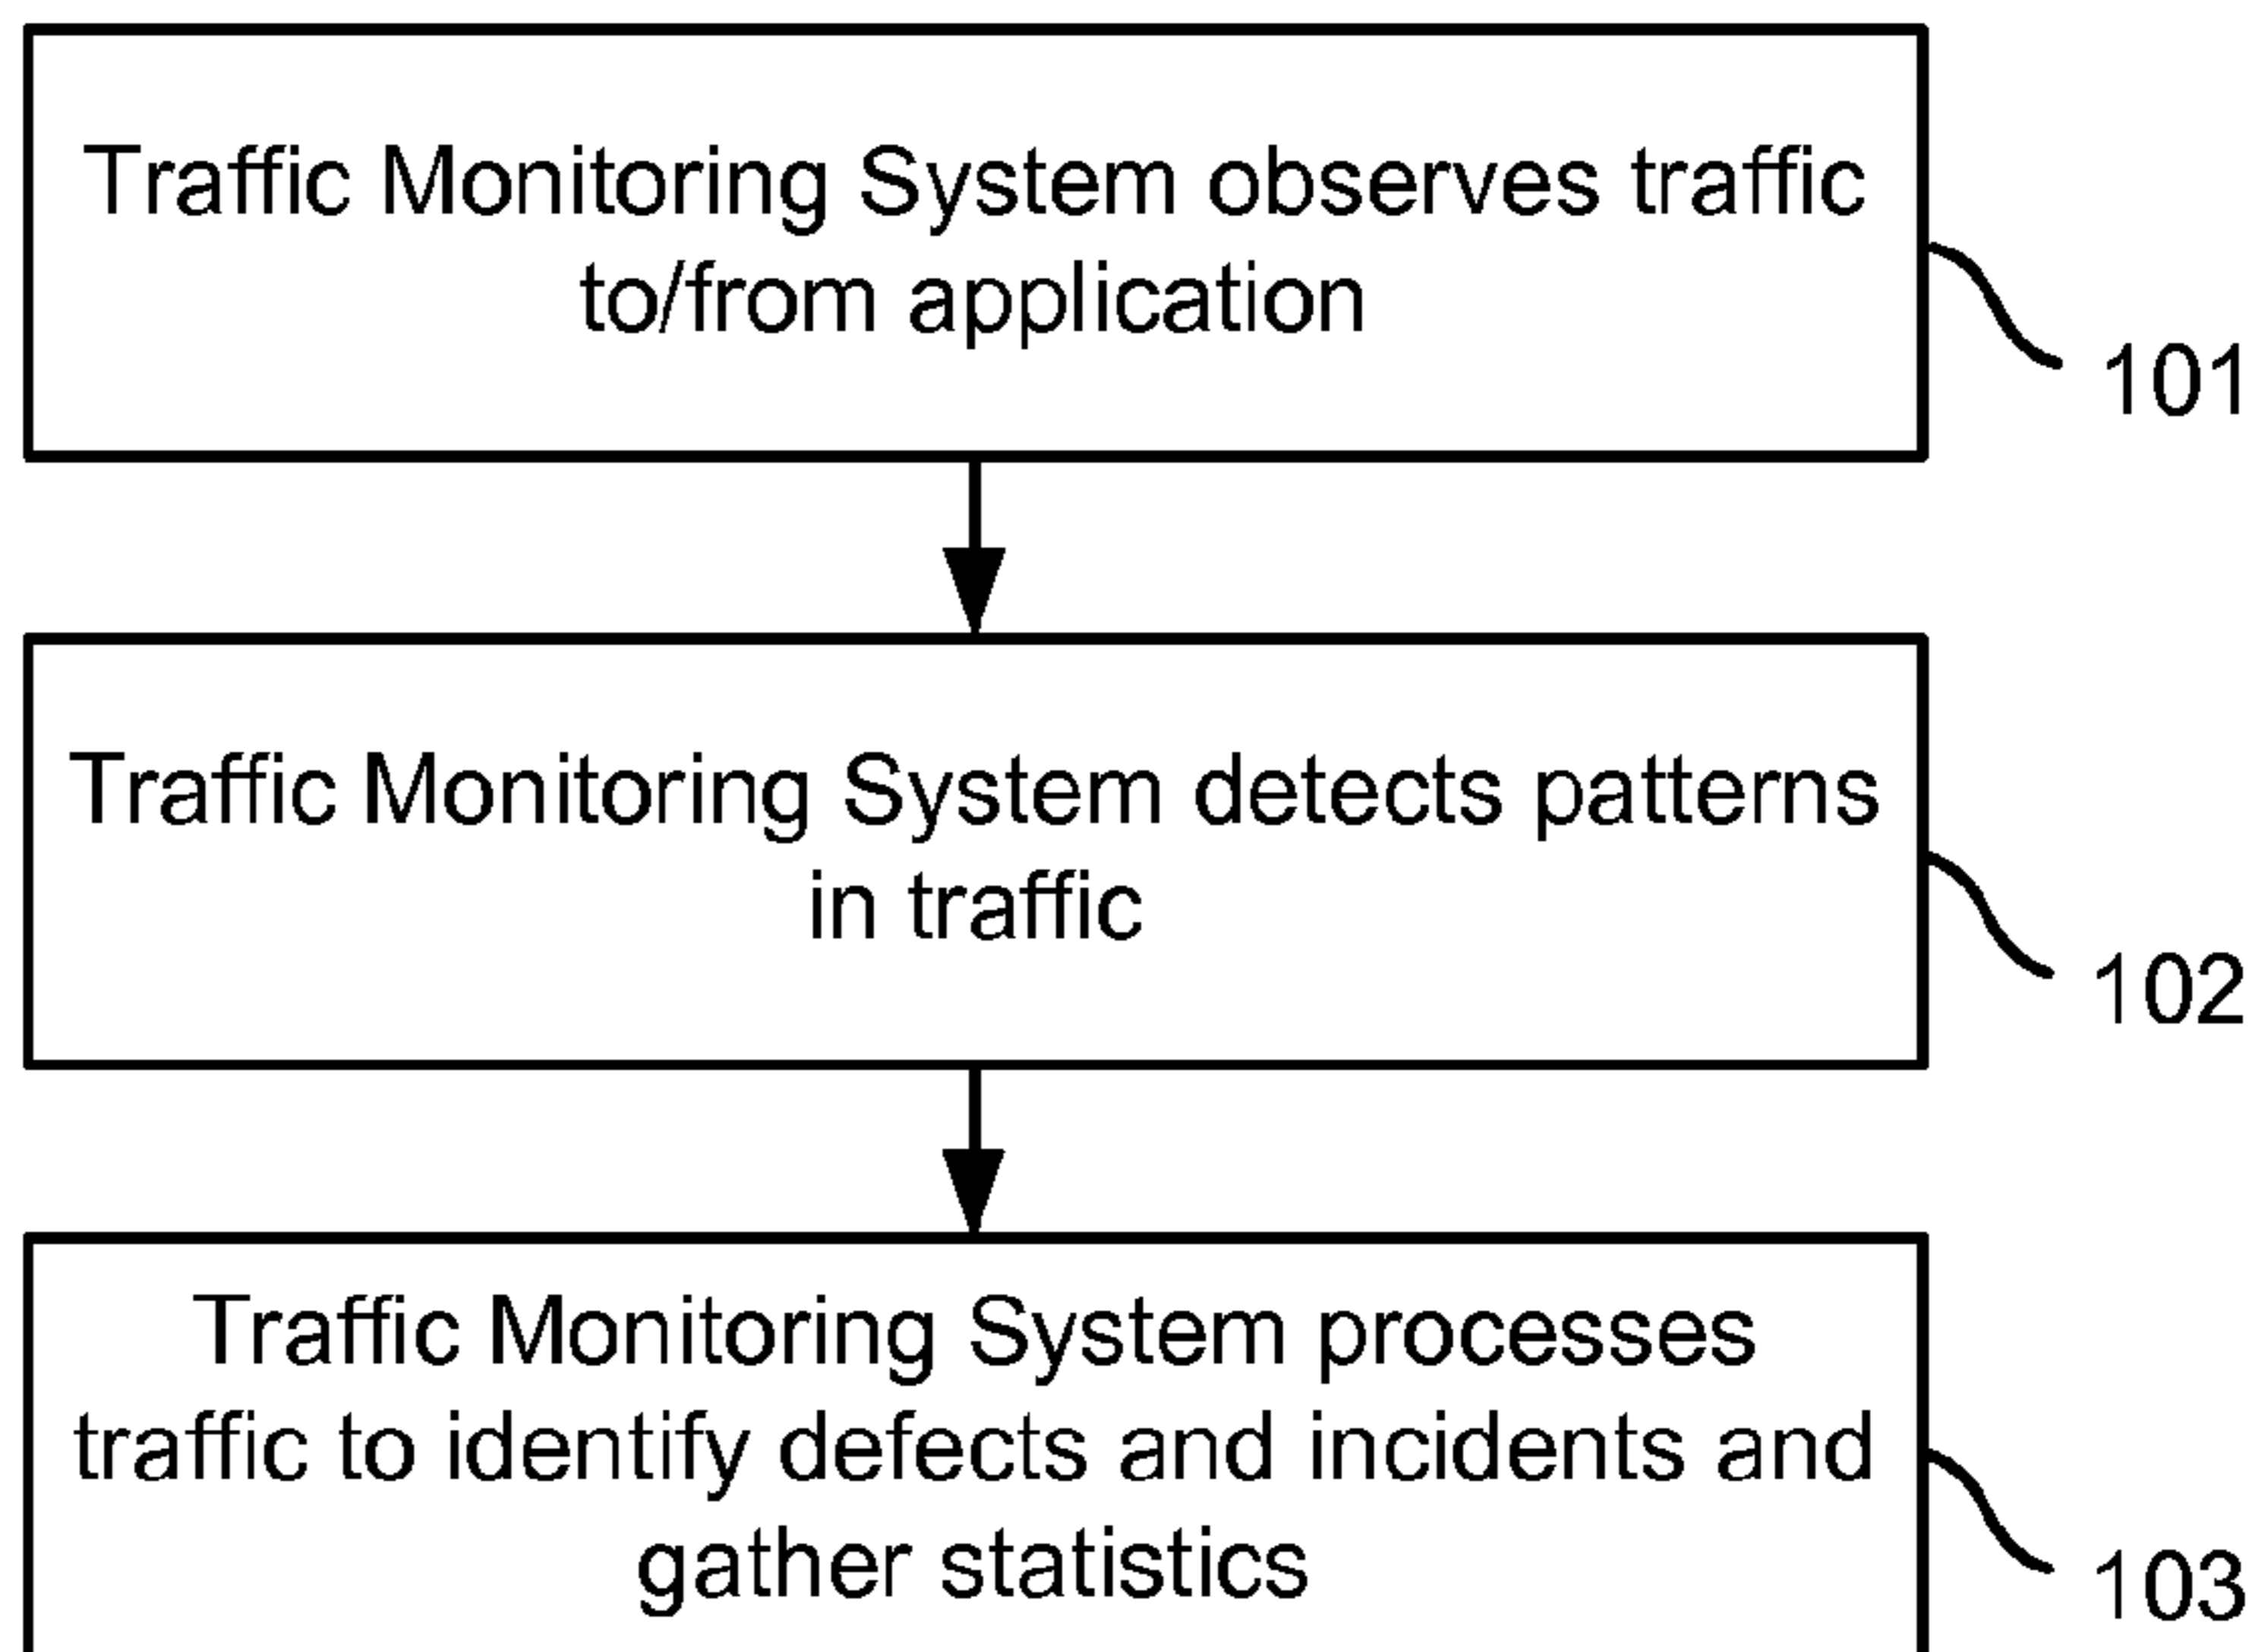 Traffic Monitoring System observes traffic
to/from application
101
Traffic Monitoring System detects patterns
in traffic
102
Traffic Monitoring System processes
traffic to identify defects and incidents and
gather statistics
103